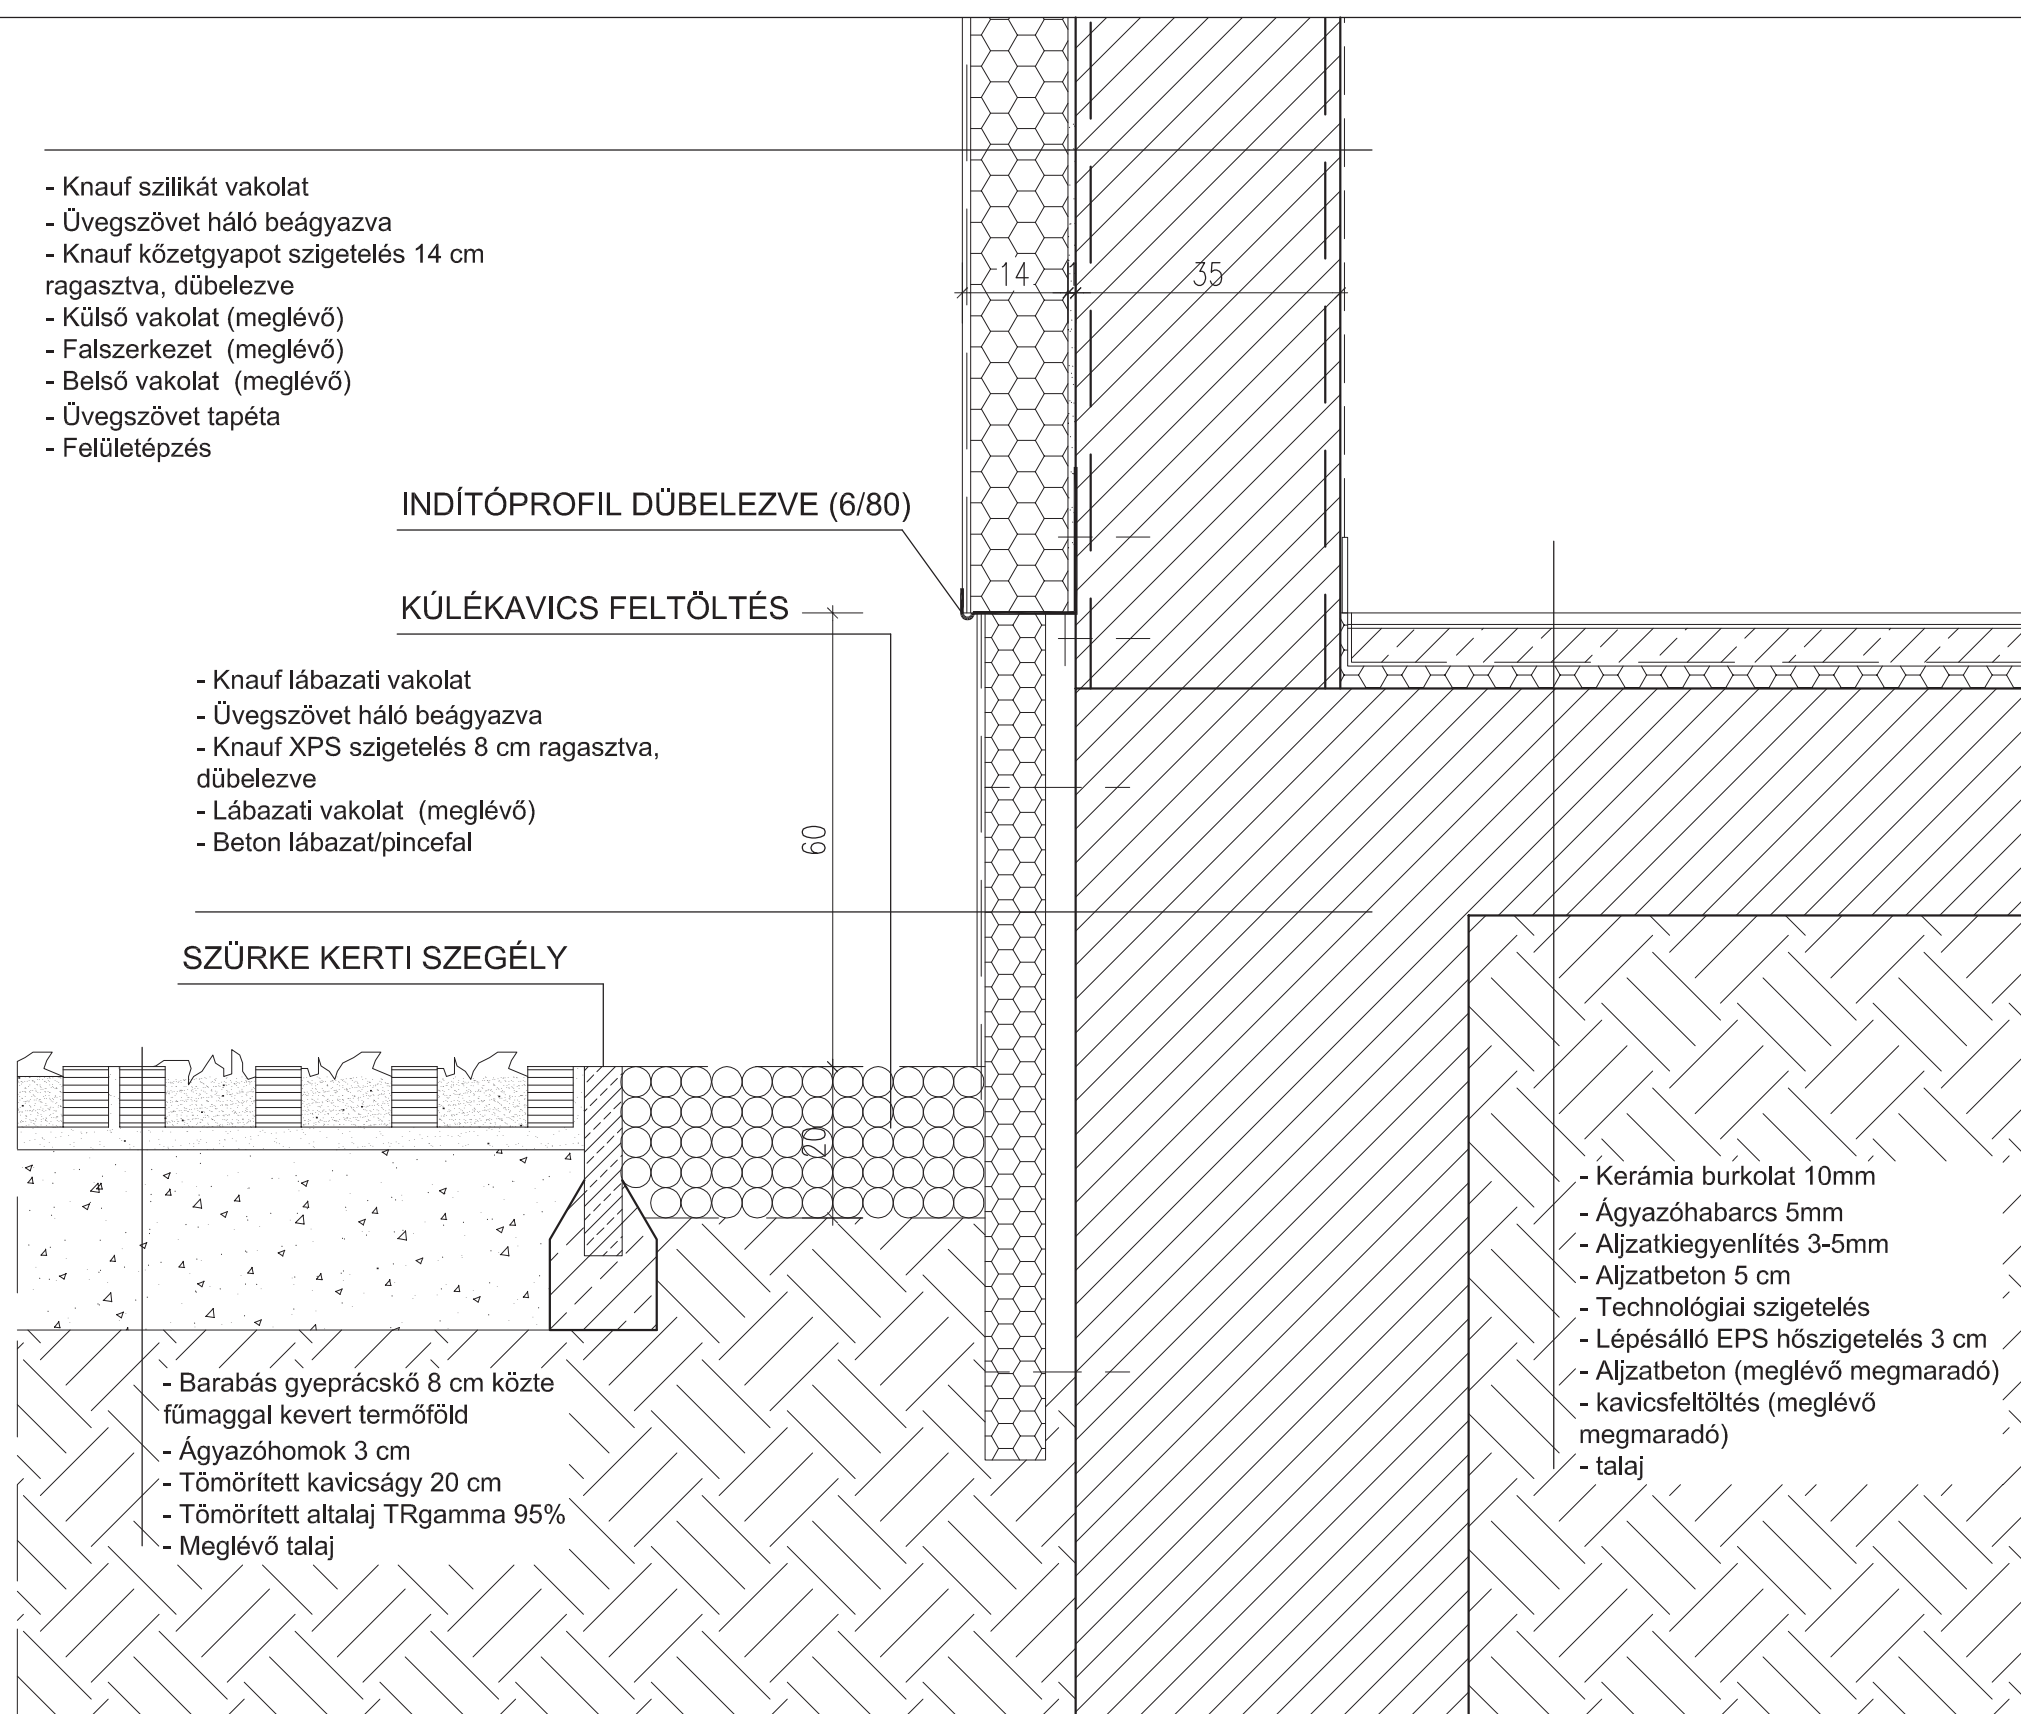 - Knauf szilikát vakolat
- Üvegszövet háló beágyazva
- Knauf kőzetgyapot szigetelés 14 cm
ragasztva, dübelezve
- Külső vakolat (meglévő)
- Falszerkezet (meglévő)
- Belső vakolat (meglévő)
- Üvegszövet tapéta
- Felületépzés
14
1
35
INDÍTÓPROFIL DÜBELEZVE (6/80)
KÚLÉKAVICS FELTÖLTÉS
- Knauf lábazati vakolat
- Üvegszövet háló beágyazva
- Knauf XPS szigetelés 8 cm ragasztva,
dübelezve
- Lábazati vakolat (meglévő)
- Beton lábazat/pincefal
60
SZÜRKE KERTI SZEGÉLY
20
- Kerámia burkolat 10mm
- Ágyazóhabarcs 5mm
- Aljzatkiegyenlítés 3-5mm
- Aljzatbeton 5 cm
- Technológiai szigetelés
- Lépésálló EPS hőszigetelés 3 cm
- Aljzatbeton (meglévő megmaradó)
- kavicsfeltöltés (meglévő
megmaradó)
- talaj
- Barabás gyeprácskő 8 cm közte
fűmaggal kevert termőföld
- Ágyazóhomok 3 cm
- Tömörített kavicságy 20 cm
- Tömörített altalaj TRgamma 95%
- Meglévő talaj